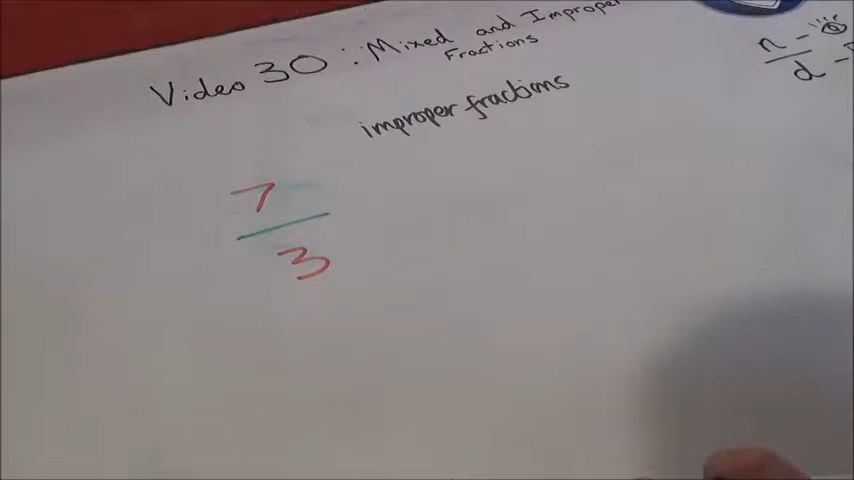 Video 30 : Mixed and Improper
Fractions
improper fractions
n -
d -
7
3